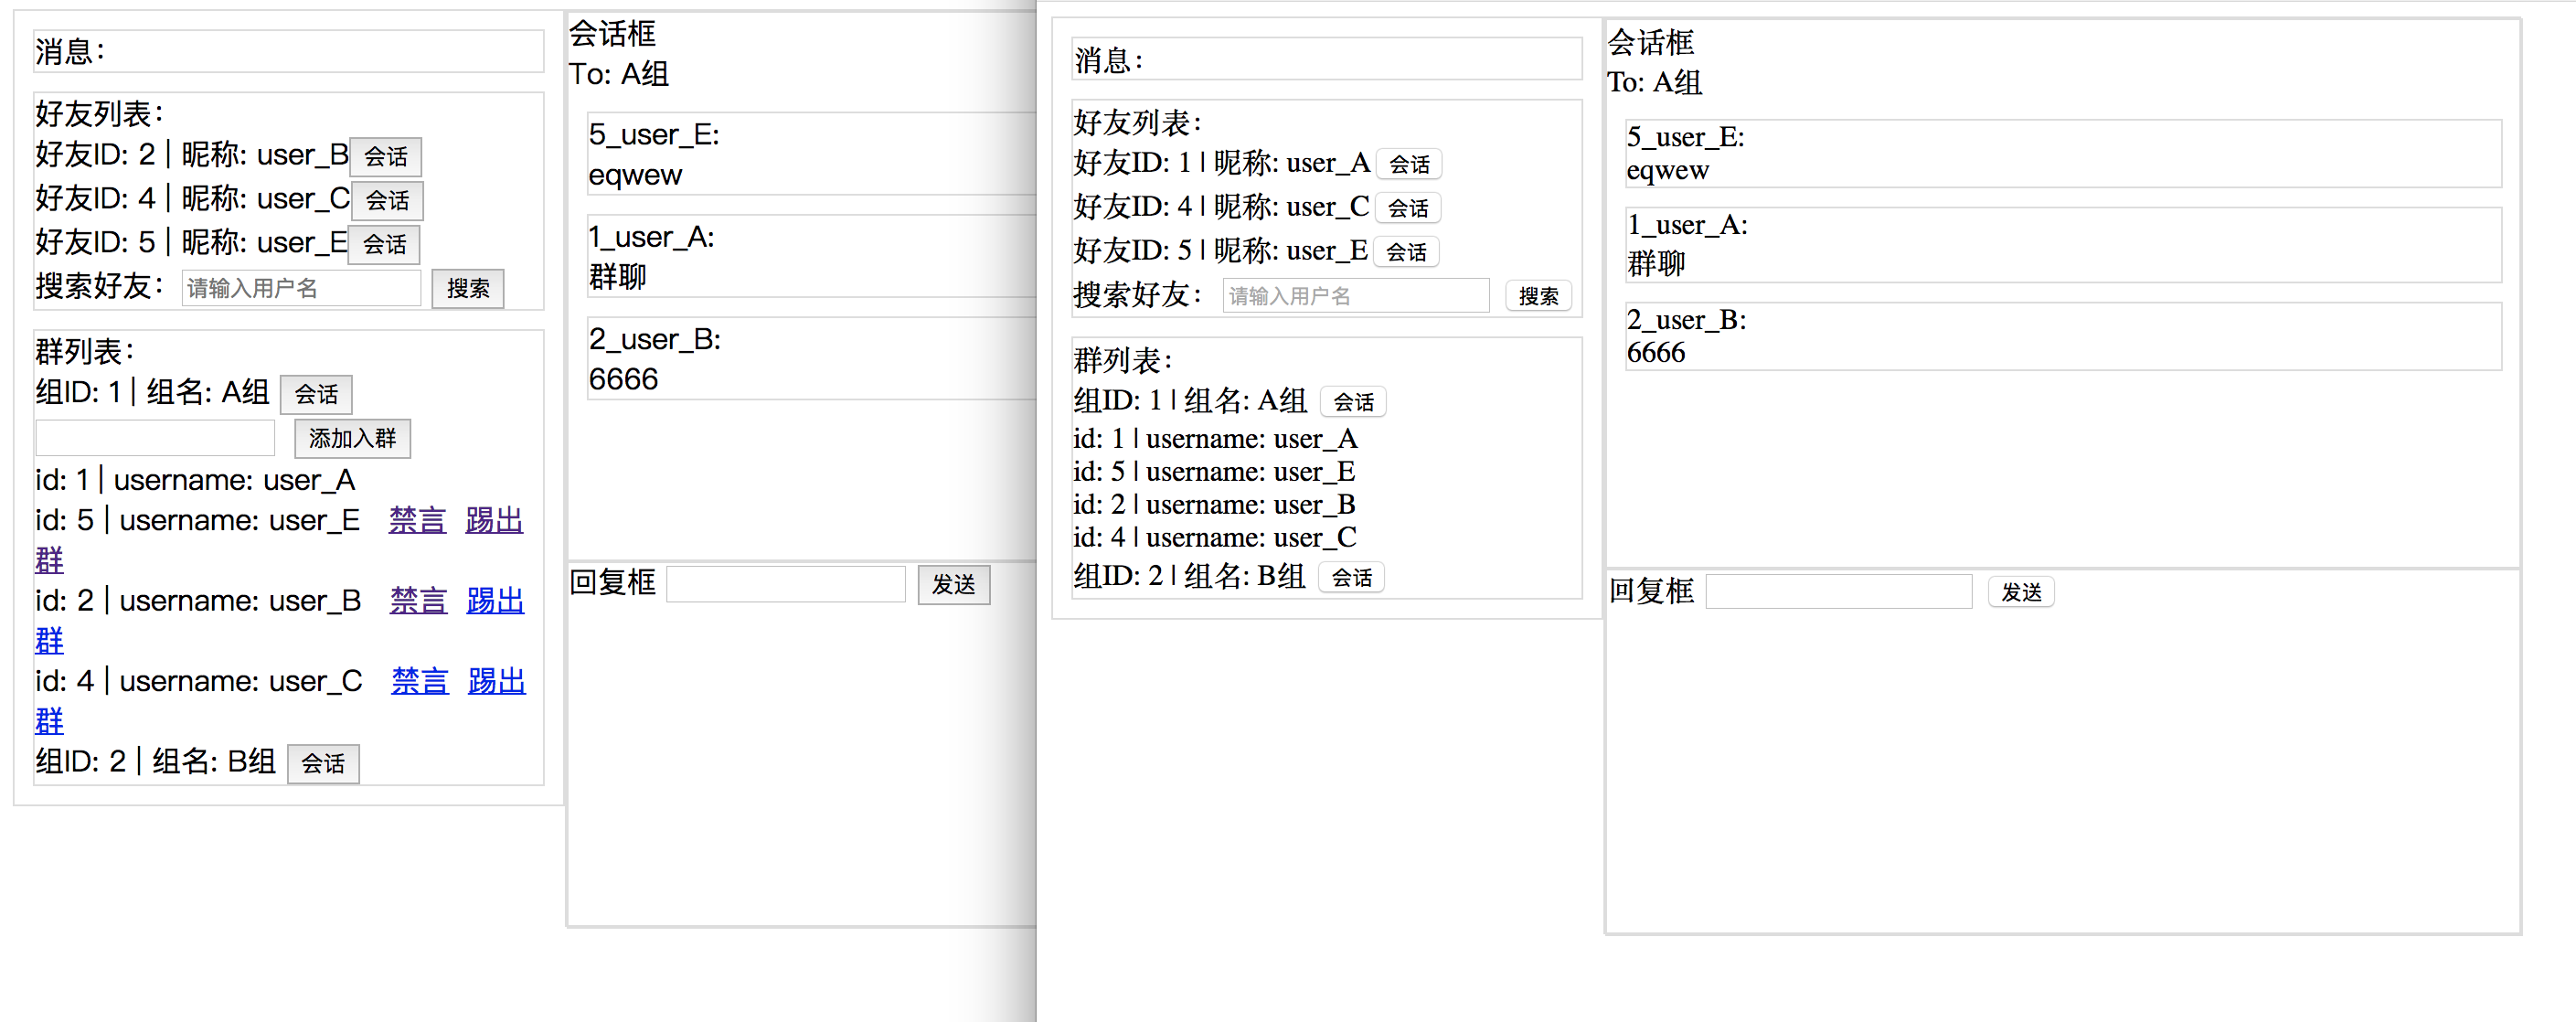 消息：
好友列表：
好友ID: 2 | 昵称: user_B 会话
好友ID: 4 | 昵称: user_C 会话
好友ID: 5 | 昵称: user_E 会话
搜索好友： 请输入用户名 搜索
群列表：
组ID: 1 | 组名: A组 会话
添加入群
id: 1 | username: user_A
id: 5 | username: user_E 禁言 踢出
群
id: 2 | username: user_B 禁言 踢出
群
id: 4 | username: user_C 禁言 踢出
群
组ID: 2 | 组名: B组 会话
会话框
To: A组
5_user_E:
eqwew
1_user_A:
群聊
2_user_B:
6666
回复框 发送
消息：
好友列表：
好友ID: 1 | 昵称: user_A 会话
好友ID: 4 | 昵称: user_C 会话
好友ID: 5 | 昵称: user_E 会话
搜索好友： 请输入用户名 搜索
群列表：
组ID: 1 | 组名: A组 会话
id: 1 | username: user_A
id: 5 | username: user_E
id: 2 | username: user_B
id: 4 | username: user_C
组ID: 2 | 组名: B组 会话
会话框
To: A组
5_user_E:
eqwew
1_user_A:
群聊
2_user_B:
6666
回复框 发送